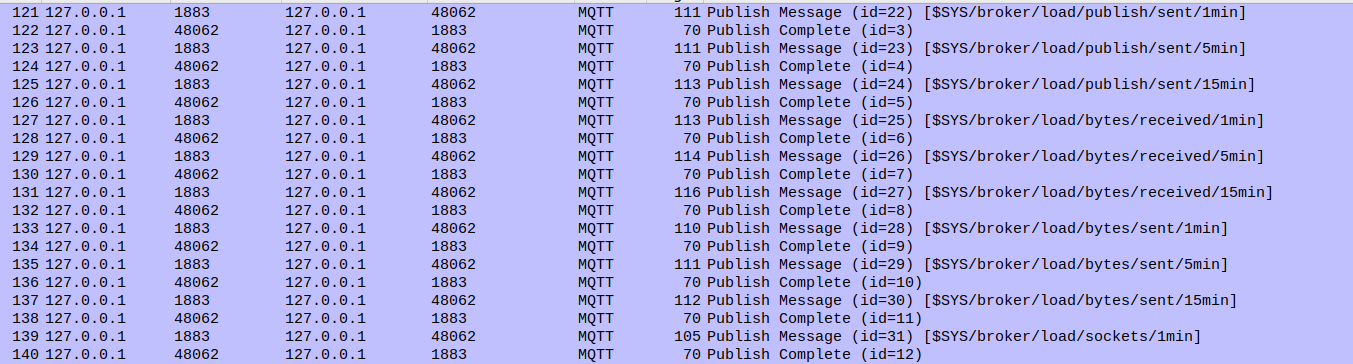 121 127.0.0.1 1883 127.0.0.1 48062 MQTT 111 Publish Message (id=22) [$SYS/broker/load/publish/sent/1min]
122 127.0.0.1 48062 127.0.0.1 1883 MQTT 70 Publish Complete (id=3)
123 127.0.0.1 1883 127.0.0.1 48062 MQTT 111 Publish Message (id=23) [$SYS/broker/load/publish/sent/5min]
124 127.0.0.1 48062 127.0.0.1 1883 MQTT 70 Publish Complete (id=4)
125 127.0.0.1 1883 127.0.0.1 48062 MQTT 113 Publish Message (id=24) [$SYS/broker/load/publish/sent/15min]
126 127.0.0.1 48062 127.0.0.1 1883 MQTT 70 Publish Complete (id=5)
127 127.0.0.1 1883 127.0.0.1 48062 MQTT 113 Publish Message (id=25) [$SYS/broker/load/bytes/received/1min]
128 127.0.0.1 48062 127.0.0.1 1883 MQTT 70 Publish Complete (id=6)
129 127.0.0.1 1883 127.0.0.1 48062 MQTT 114 Publish Message (id=26) [$SYS/broker/load/bytes/received/5min]
130 127.0.0.1 48062 127.0.0.1 1883 MQTT 70 Publish Complete (id=7)
131 127.0.0.1 1883 127.0.0.1 48062 MQTT 116 Publish Message (id=27) [$SYS/broker/load/bytes/received/15min]
132 127.0.0.1 48062 127.0.0.1 1883 MQTT 70 Publish Complete (id=8)
133 127.0.0.1 1883 127.0.0.1 48062 MQTT 110 Publish Message (id=28) [$SYS/broker/load/bytes/sent/1min]
134 127.0.0.1 48062 127.0.0.1 1883 MQTT 70 Publish Complete (id=9)
135 127.0.0.1 1883 127.0.0.1 48062 MQTT 111 Publish Message (id=29) [$SYS/broker/load/bytes/sent/5min]
136 127.0.0.1 48062 127.0.0.1 1883 MQTT 70 Publish Complete (id=10)
137 127.0.0.1 1883 127.0.0.1 48062 MQTT 112 Publish Message (id=30) [$SYS/broker/load/bytes/sent/15min]
138 127.0.0.1 48062 127.0.0.1 1883 MQTT 70 Publish Complete (id=11)
139 127.0.0.1 1883 127.0.0.1 48062 MQTT 105 Publish Message (id=31) [$SYS/broker/load/sockets/1min]
140 127.0.0.1 48062 127.0.0.1 1883 MQTT 70 Publish Complete (id=12)